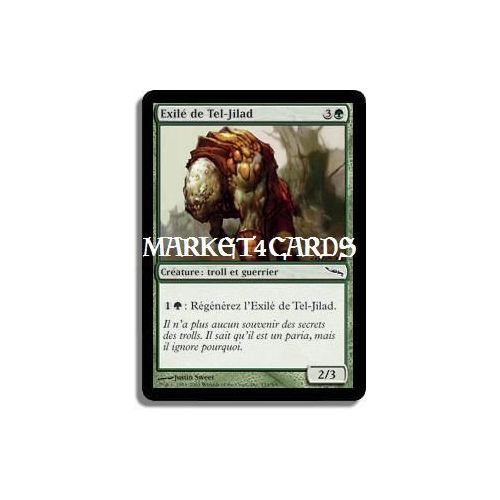 Exilé de Tel-Jilad 3
MARKET4CARDS
Créature : troll et guerrier
1 : Régénérez l'Exilé de Tel-Jilad.
Il n'a plus aucun souvenir des secrets
des trolls. Il sait qu'il est un paria, mais
il ignore pourquoi.
2/3
Justin Sweet